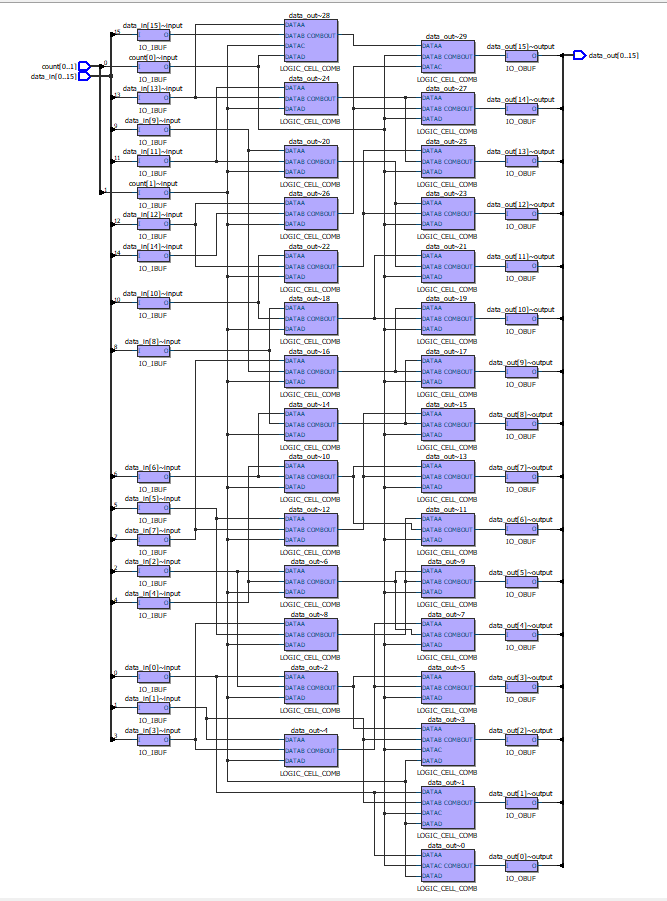 count[0..1]
data_in[0..15]
data_in[15]~input
15
I O
IO_IBUF
count[0]~input
0
I O
IO_IBUF
data_in[13]~input
13
I O
IO_IBUF
data_in[9]~input
9
I O
IO_IBUF
data_in[11]~input
11
I O
IO_IBUF
count[1]~input
1
I O
IO_IBUF
data_in[12]~input
12
I O
IO_IBUF
data_in[14]~input
14
I O
IO_IBUF
data_in[10]~input
10
I O
IO_IBUF
data_in[8]~input
8
I O
IO_IBUF
data_in[6]~input
6
I O
IO_IBUF
data_in[5]~input
5
I O
IO_IBUF
data_in[7]~input
7
I O
IO_IBUF
data_in[2]~input
2
I O
IO_IBUF
data_in[4]~input
4
I O
IO_IBUF
data_in[0]~input
0
I O
IO_IBUF
data_in[1]~input
1
I O
IO_IBUF
data_in[3]~input
3
I O
IO_IBUF
data_out~28
DATAA
DATAB COMBOUT
DATAC
DATAD
LOGIC_CELL_COMB
data_out~24
DATAA
DATAB COMBOUT
DATAD
LOGIC_CELL_COMB
data_out~20
DATAA
DATAB COMBOUT
DATAD
LOGIC_CELL_COMB
data_out~26
DATAA
DATAB COMBOUT
DATAD
LOGIC_CELL_COMB
data_out~22
DATAA
DATAB COMBOUT
DATAD
LOGIC_CELL_COMB
data_out~18
DATAA
DATAB COMBOUT
DATAD
LOGIC_CELL_COMB
data_out~16
DATAA
DATAB COMBOUT
DATAD
LOGIC_CELL_COMB
data_out~14
DATAA
DATAB COMBOUT
DATAD
LOGIC_CELL_COMB
data_out~10
DATAA
DATAB COMBOUT
DATAD
LOGIC_CELL_COMB
data_out~12
DATAA
DATAB COMBOUT
DATAD
LOGIC_CELL_COMB
data_out~6
DATAA
DATAB COMBOUT
DATAD
LOGIC_CELL_COMB
data_out~8
DATAA
DATAB COMBOUT
DATAD
LOGIC_CELL_COMB
data_out~2
DATAA
DATAB COMBOUT
DATAD
LOGIC_CELL_COMB
data_out~4
DATAA
DATAB COMBOUT
DATAD
LOGIC_CELL_COMB
data_out~29
DATAA
DATAB COMBOUT
DATAC
LOGIC_CELL_COMB
data_out~27
DATAA
DATAB COMBOUT
DATAD
LOGIC_CELL_COMB
data_out~25
DATAA
DATAB COMBOUT
DATAD
LOGIC_CELL_COMB
data_out~23
DATAA
DATAB COMBOUT
DATAD
LOGIC_CELL_COMB
data_out~21
DATAA
DATAB COMBOUT
DATAD
LOGIC_CELL_COMB
data_out~19
DATAA
DATAB COMBOUT
DATAD
LOGIC_CELL_COMB
data_out~17
DATAA
DATAB COMBOUT
DATAD
LOGIC_CELL_COMB
data_out~15
DATAA
DATAB COMBOUT
DATAD
LOGIC_CELL_COMB
data_out~13
DATAA
DATAB COMBOUT
DATAD
LOGIC_CELL_COMB
data_out~11
DATAA
DATAB COMBOUT
DATAD
LOGIC_CELL_COMB
data_out~9
DATAA
DATAB COMBOUT
DATAD
LOGIC_CELL_COMB
data_out~7
DATAA
DATAB COMBOUT
DATAD
LOGIC_CELL_COMB
data_out~5
DATAA
DATAB COMBOUT
DATAD
LOGIC_CELL_COMB
data_out~3
DATAA
DATAB COMBOUT
DATAC
DATAD
LOGIC_CELL_COMB
data_out~1
DATAA
DATAB COMBOUT
DATAC
DATAD
LOGIC_CELL_COMB
data_out~0
DATAA
DATAC COMBOUT
DATAD
LOGIC_CELL_COMB
data_out[15]~output
I O
IO_OBUF
data_out[14]~output
I O
IO_OBUF
data_out[13]~output
I O
IO_OBUF
data_out[12]~output
I O
IO_OBUF
data_out[11]~output
I O
IO_OBUF
data_out[10]~output
I O
IO_OBUF
data_out[9]~output
I O
IO_OBUF
data_out[8]~output
I O
IO_OBUF
data_out[7]~output
I O
IO_OBUF
data_out[6]~output
I O
IO_OBUF
data_out[5]~output
I O
IO_OBUF
data_out[4]~output
I O
IO_OBUF
data_out[3]~output
I O
IO_OBUF
data_out[2]~output
I O
IO_OBUF
data_out[1]~output
I O
IO_OBUF
data_out[0]~output
I O
IO_OBUF
data_out[0..15]